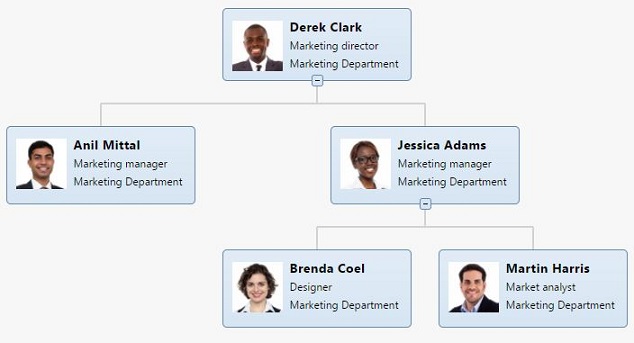 Derek Clark
Marketing director
Marketing Department
Anil Mittal
Marketing manager
Marketing Department
Jessica Adams
Marketing manager
Marketing Department
Brenda Coel
Designer
Marketing Department
Martin Harris
Market analyst
Marketing Department